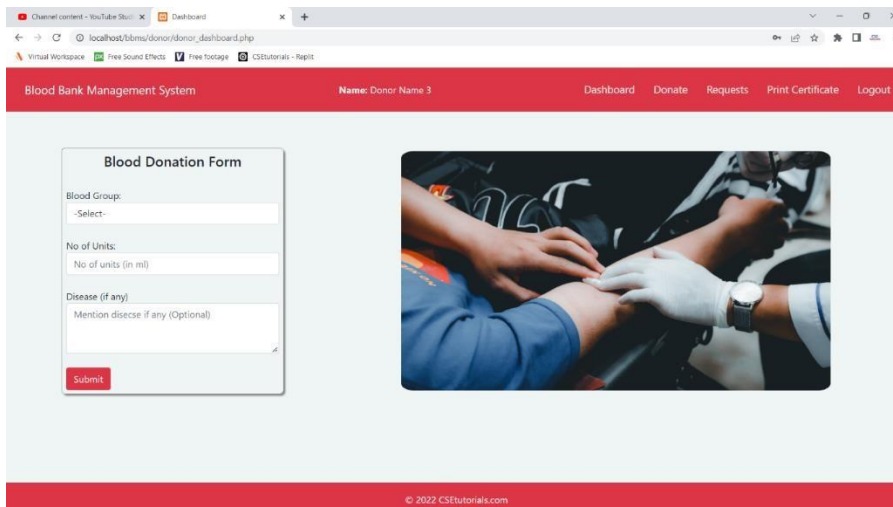 Channel content - YouTube Stud
Dashboard
localhost/bbms/donor/donor_dashboard.php
Virtual Workspace Free Sound Effects Free footage CSEtutorials - Replit
Blood Bank Management System Name: Donor Name 3 Dashboard Donate Requests Print Certificate Logout
Blood Donation Form
Blood Group:
-Select-
No of Units:
No of units (in ml)
Disease (if any)
Mention disecse if any (Optional)
Submit
© 2022 CSEtutorials.com